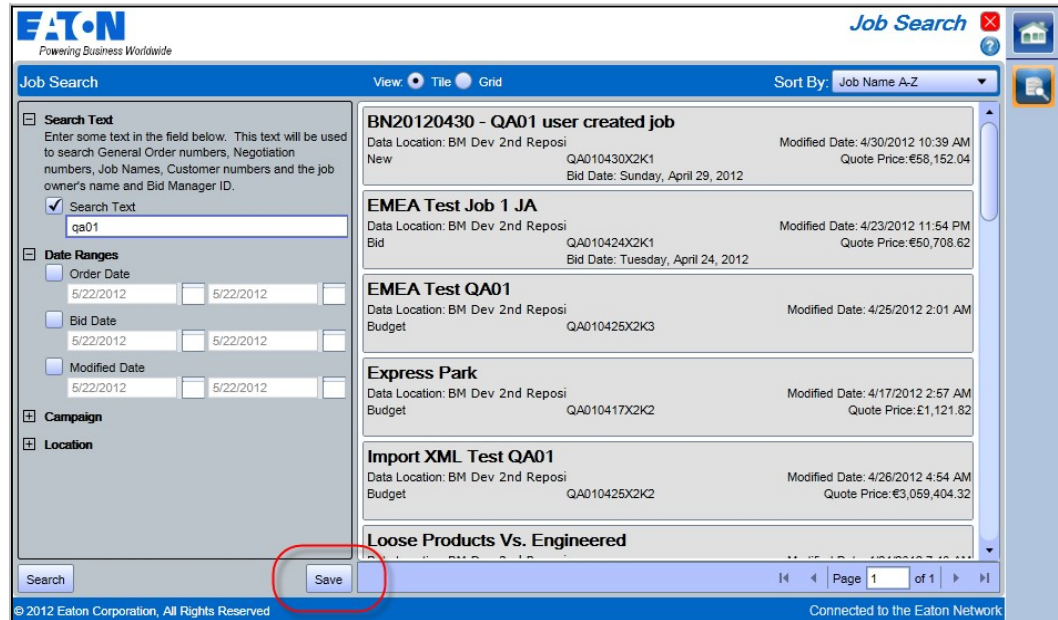 EATON
Powering Business Worldwide
Job Search
Job Search
View: Tile Grid
Sort By: Job Name A-Z
Search Text
Enter some text in the field below. This text will be used
to search General Order numbers, Negotiation
numbers, Job Names, Customer numbers and the job
owner's name and Bid Manager ID.
Search Text
qa01
Date Ranges
Order Date
5/22/2012 5/22/2012
Bid Date
5/22/2012 5/22/2012
Modified Date
5/22/2012 5/22/2012
Campaign
Location
Search Save
BN20120430 - QA01 user created job
Data Location: BM Dev 2nd Reposi Modified Date: 4/30/2012 10:39 AM
New QA010430X2K1 Quote Price:€58,152.04
Bid Date: Sunday, April 29, 2012
EMEA Test Job 1 JA
Data Location: BM Dev 2nd Reposi Modified Date: 4/23/2012 11:54 PM
Bid QA010424X2K1 Quote Price:€50,708.62
Bid Date: Tuesday, April 24, 2012
EMEA Test QA01
Data Location: BM Dev 2nd Reposi Modified Date: 4/25/2012 2:01 AM
Budget QA010425X2K3
Express Park
Data Location: BM Dev 2nd Reposi Modified Date: 4/17/2012 2:57 AM
Budget QA010417X2K2 Quote Price:£1,121.82
Import XML Test QA01
Data Location: BM Dev 2nd Reposi Modified Date: 4/26/2012 4:54 AM
Budget QA010425X2K2 Quote Price:€3,059,404.32
Loose Products Vs. Engineered
Page 1 of 1
© 2012 Eaton Corporation, All Rights Reserved
Connected to the Eaton Network